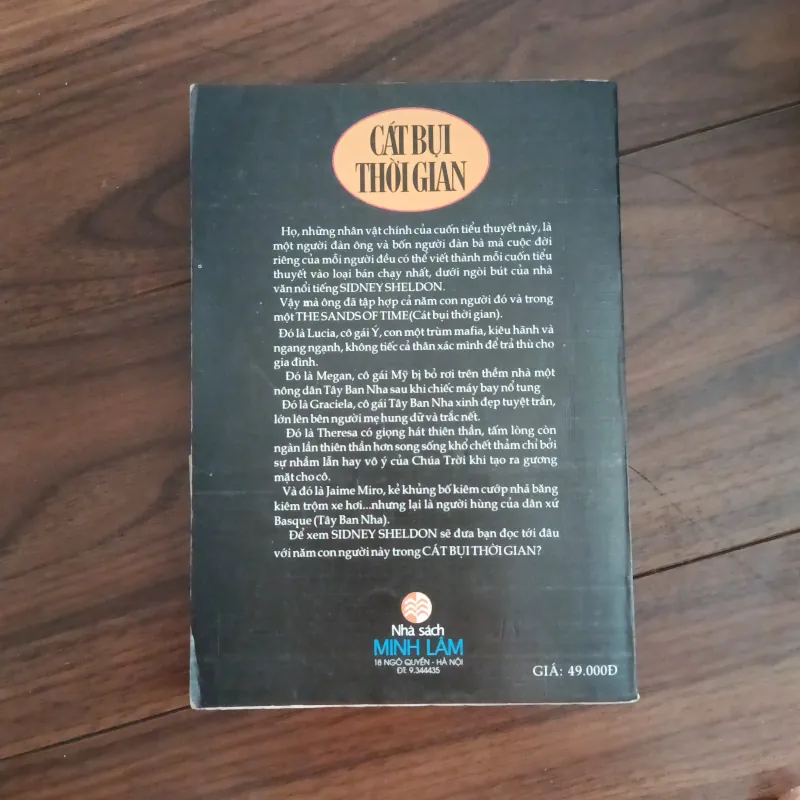 CÁT BỤI
THỜI GIAN
Họ, những nhân vật chính của cuốn tiểu thuyết này, là
một người đàn ông và bốn người đàn bà mà cuộc đời
riêng của mỗi người đều có thể viết thành mỗi cuốn tiểu
thuyết vào loại bán chạy nhất, dưới ngòi bút của nhà
văn nổi tiếng SIDNEY SHELDON.
Vậy mà ông đã tập hợp cả năm con người đó và trong
một THE SANDS OF TIME(Cát bụi thời gian).
Đó là Lucia, cô gái Ý, con một trùm mafia, kiêu hãnh và
ngang ngạnh, không tiếc cả thân xác mình để trả thù cho
gia đình.
Đó là Megan, cô gái Mỹ bị bỏ rơi trên thềm nhà một
nông dân Tây Ban Nha sau khi chiếc máy bay nổ tung
Đó là Graciela, cô gái Tây Ban Nha xinh đẹp tuyệt trần,
lớn lên bên người mẹ hung dữ và trắc nết.
Đó là Theresa có giọng hát thiên thần, tấm lòng còn
ngàn lần thiên thần hơn song sống khổ chết thảm chỉ bởi
sự nhầm lẫn hay vô ý của Chúa Trời khi tạo ra gương
mặt cho cô.
Và đó là Jaime Miro, kẻ khủng bố kiêm cướp nhà băng
kiêm trộm xe hơi...nhưng lại là người hùng của dân xứ
Basque (Tây Ban Nha).
Để xem SIDNEY SHELDON sẽ đưa bạn đọc tới đâu
với năm con người này trong CÁT BỤI THỜI GIAN?
Nhà sách
MINH LÂM
18 NGÔ QUYỀN - HÀ NỘI
ĐT: 9.344435
GIÁ: 49.000Đ